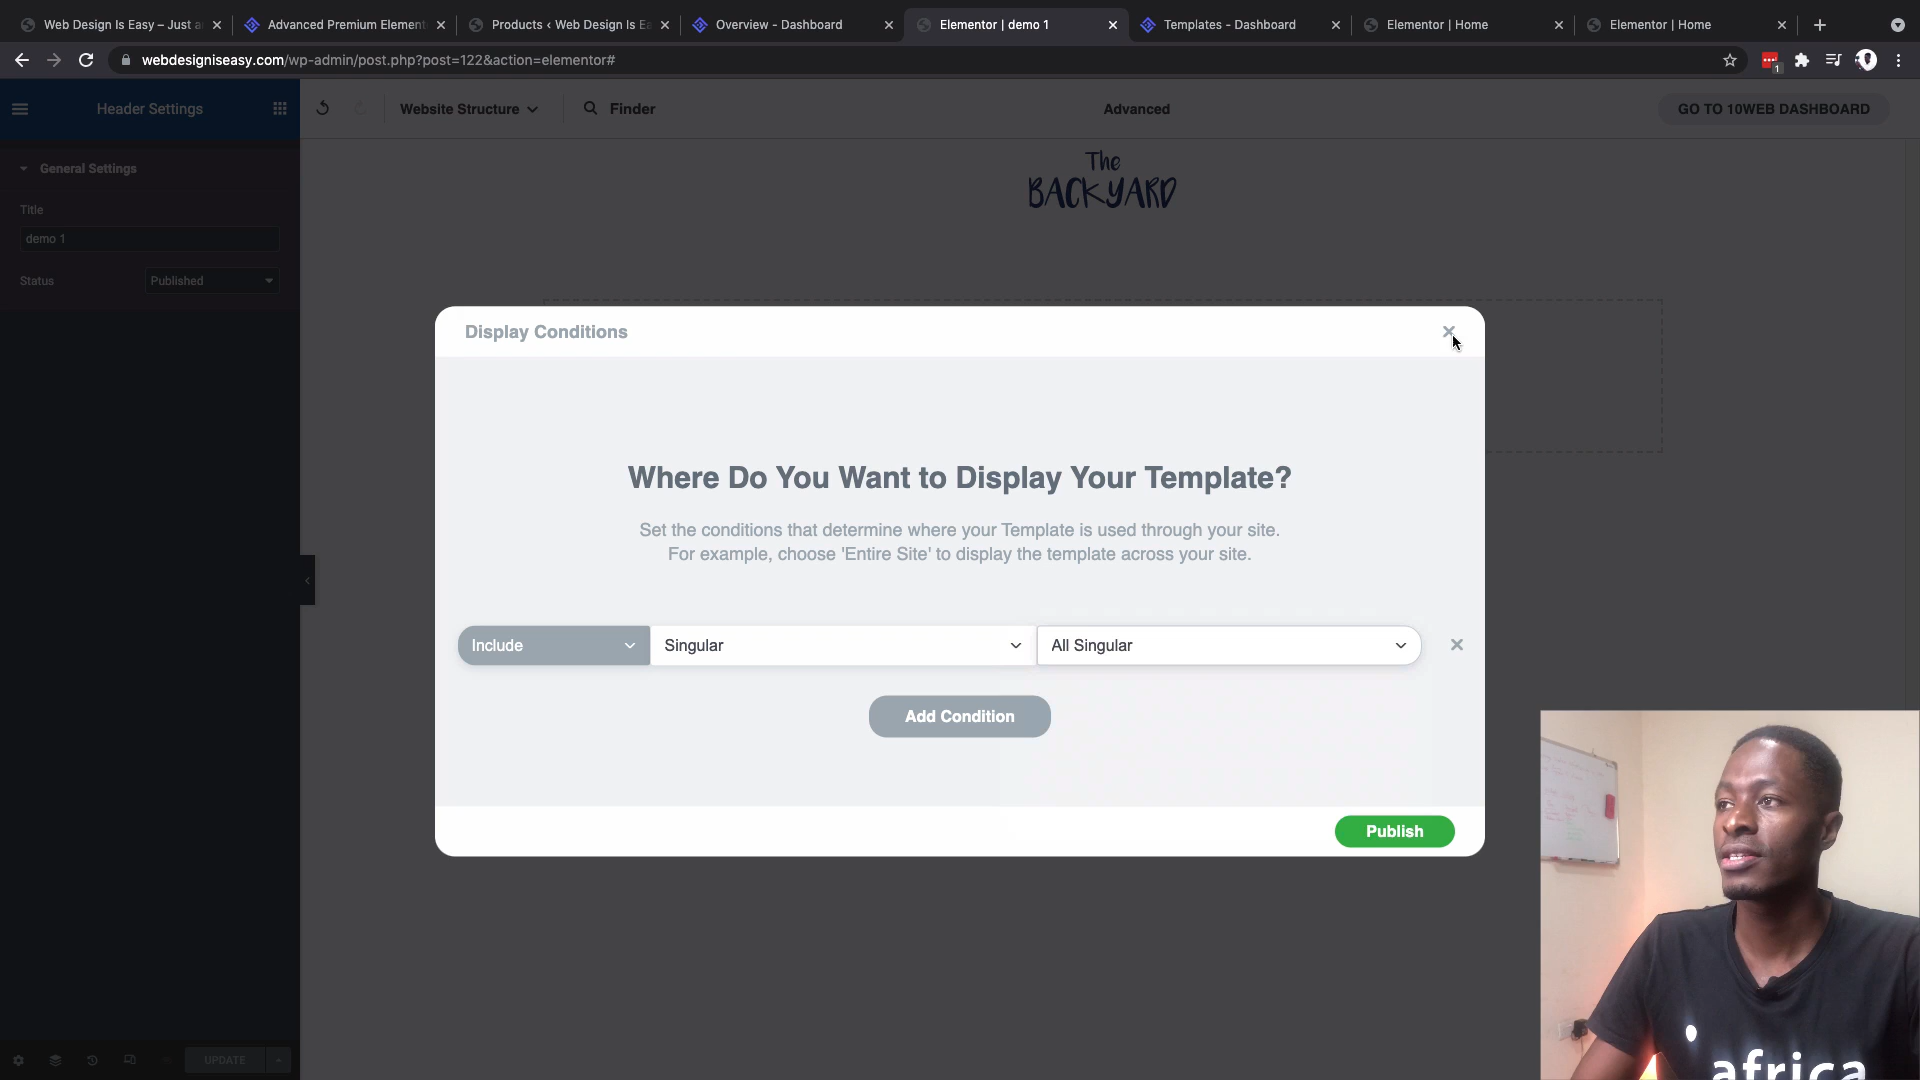 Web Design Is Easy – Just a
Advanced Premium Element
Products ‹ Web Design Is Ea
Overview - Dashboard
Elementor | demo 1
Templates - Dashboard
Elementor | Home
Elementor | Home
webdesigniseasy.com/wp-admin/post.php?post=122&action=elementor#
1
Header Settings
Website Structure
Finder
Advanced
GO TO 10WEB DASHBOARD
General Settings
Title
demo 1
Status
Published
The
BACKYARD
Display Conditions
Where Do You Want to Display Your Template?
Set the conditions that determine where your Template is used through your site.
For example, choose 'Entire Site' to display the template across your site.
Include
Singular
All Singular
Add Condition
Publish
UPDATE
africa